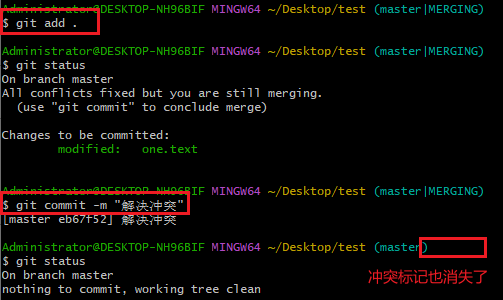 Administrator@DESKTOP-NH96BIF MINGW64 ~/Desktop/test (master|MERGING)
$ git add .
Administrator@DESKTOP-NH96BIF MINGW64 ~/Desktop/test (master|MERGING)
$ git status
On branch master
All conflicts fixed but you are still merging.
(use "git commit" to conclude merge)
Changes to be committed:
modified: one.text
Administrator@DESKTOP-NH96BIF MINGW64 ~/Desktop/test (master|MERGING)
$ git commit -m "解决冲突"
[master eb67f52] 解决冲突
Administrator@DESKTOP-NH96BIF MINGW64 ~/Desktop/test (master)
$ git status
On branch master
nothing to commit, working tree clean
冲突标记也消失了